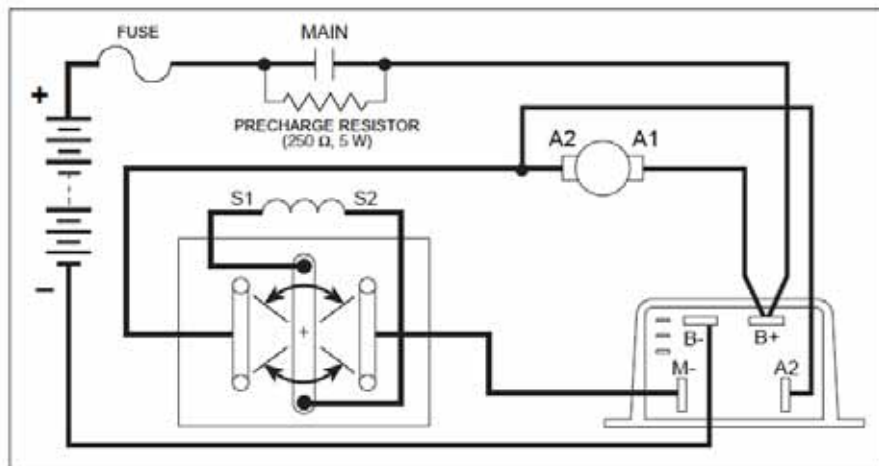 FUSE
MAIN
+
PRECHARGE RESISTOR
(250 Ω, 5 W)
A2
A1
S1
S2
−
+
B-
B+
M-
A2